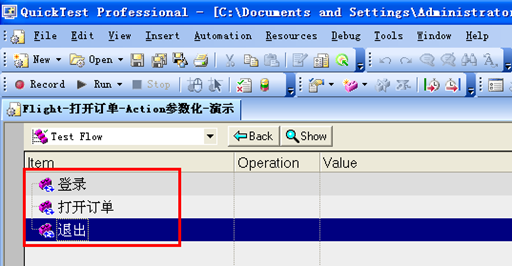 QuickTest Professional - [C:\Documents and Settings\Administrator
File Edit View Insert Automation Resources Debug Tools Window Help
New Open
Record Run Stop
Flight-打开订单-Action参数化-演示
Test Flow Back Show
Item Operation Value
登录
打开订单
退出